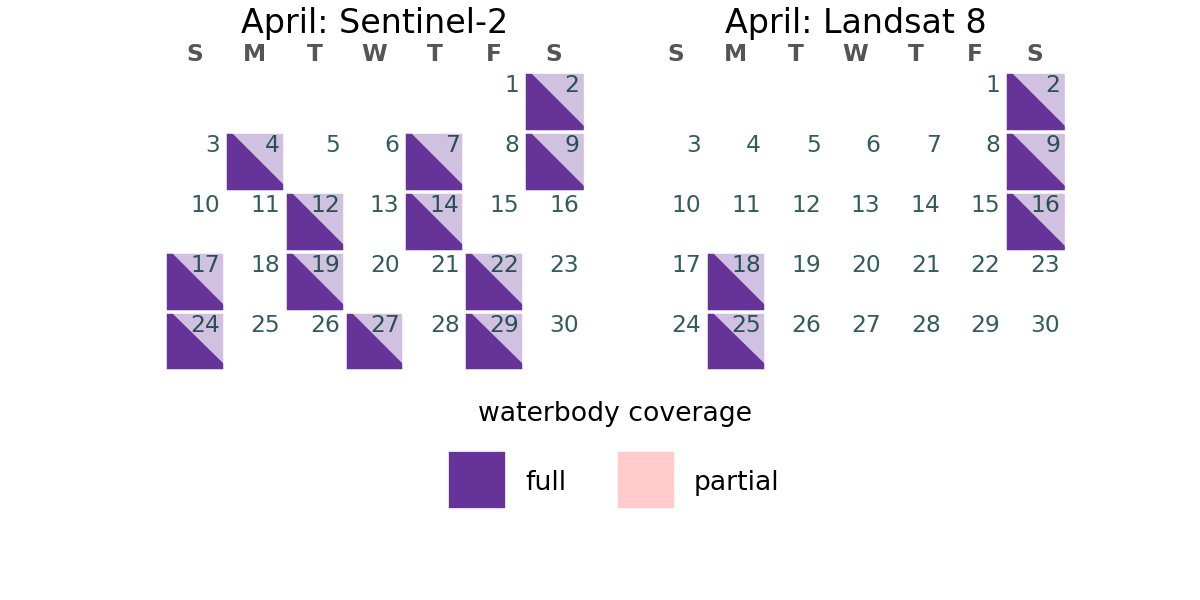 April: Sentinel-2
S M T W T F S
1 2
3 4 5 6 7 8 9
10 11 12 13 14 15 16
17 18 19 20 21 22 23
24 25 26 27 28 29 30
April: Landsat 8
S M T W T F S
1 2
3 4 5 6 7 8 9
10 11 12 13 14 15 16
17 18 19 20 21 22 23
24 25 26 27 28 29 30
waterbody coverage
full
partial